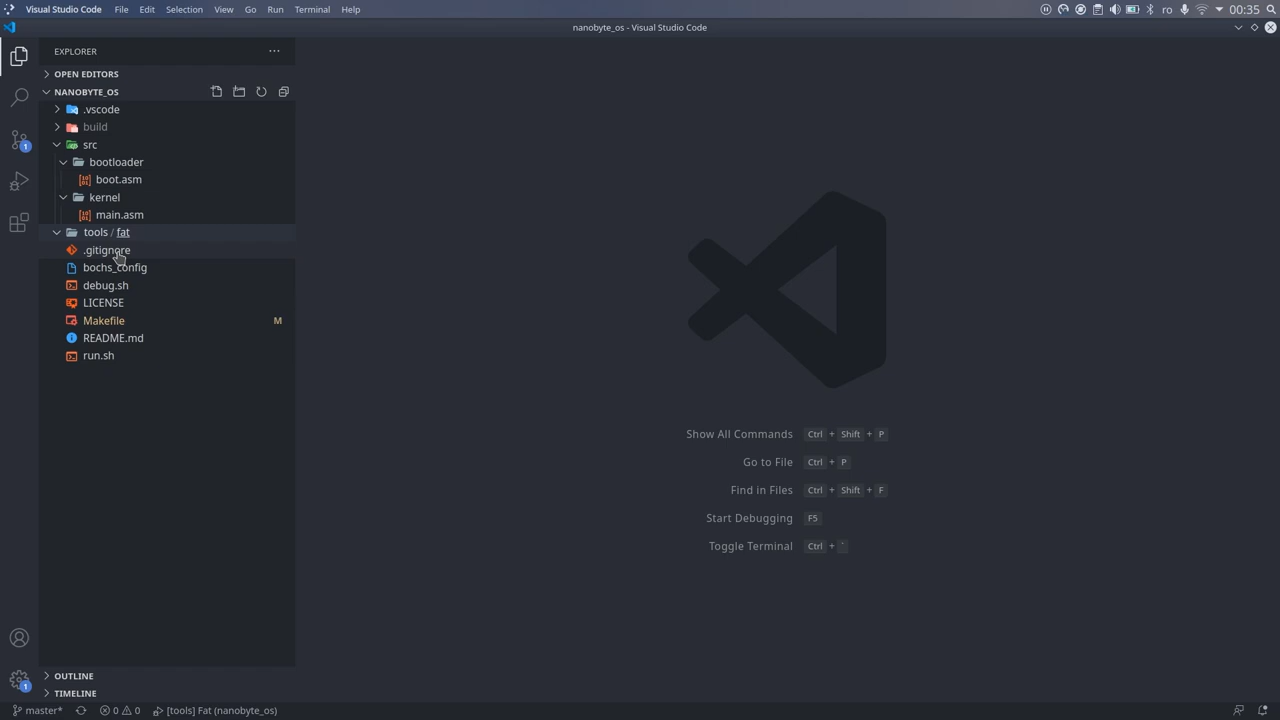 Visual Studio Code File Edit Selection View Go Run Terminal Help ro 00:35
nanobyte_os - Visual Studio Code
EXPLORER
OPEN EDITORS
NANOBYTE_OS
.vscode
build
src
bootloader
boot.asm
kernel
main.asm
tools / fat
.gitignore
bochs_config
debug.sh
LICENSE
Makefile M
README.md
run.sh
Show All Commands Ctrl + Shift + P
Go to File Ctrl + P
Find in Files Ctrl + Shift + F
Start Debugging F5
Toggle Terminal Ctrl + `
OUTLINE
TIMELINE
1
1
master* 0 0 [tools] Fat (nanobyte_os)